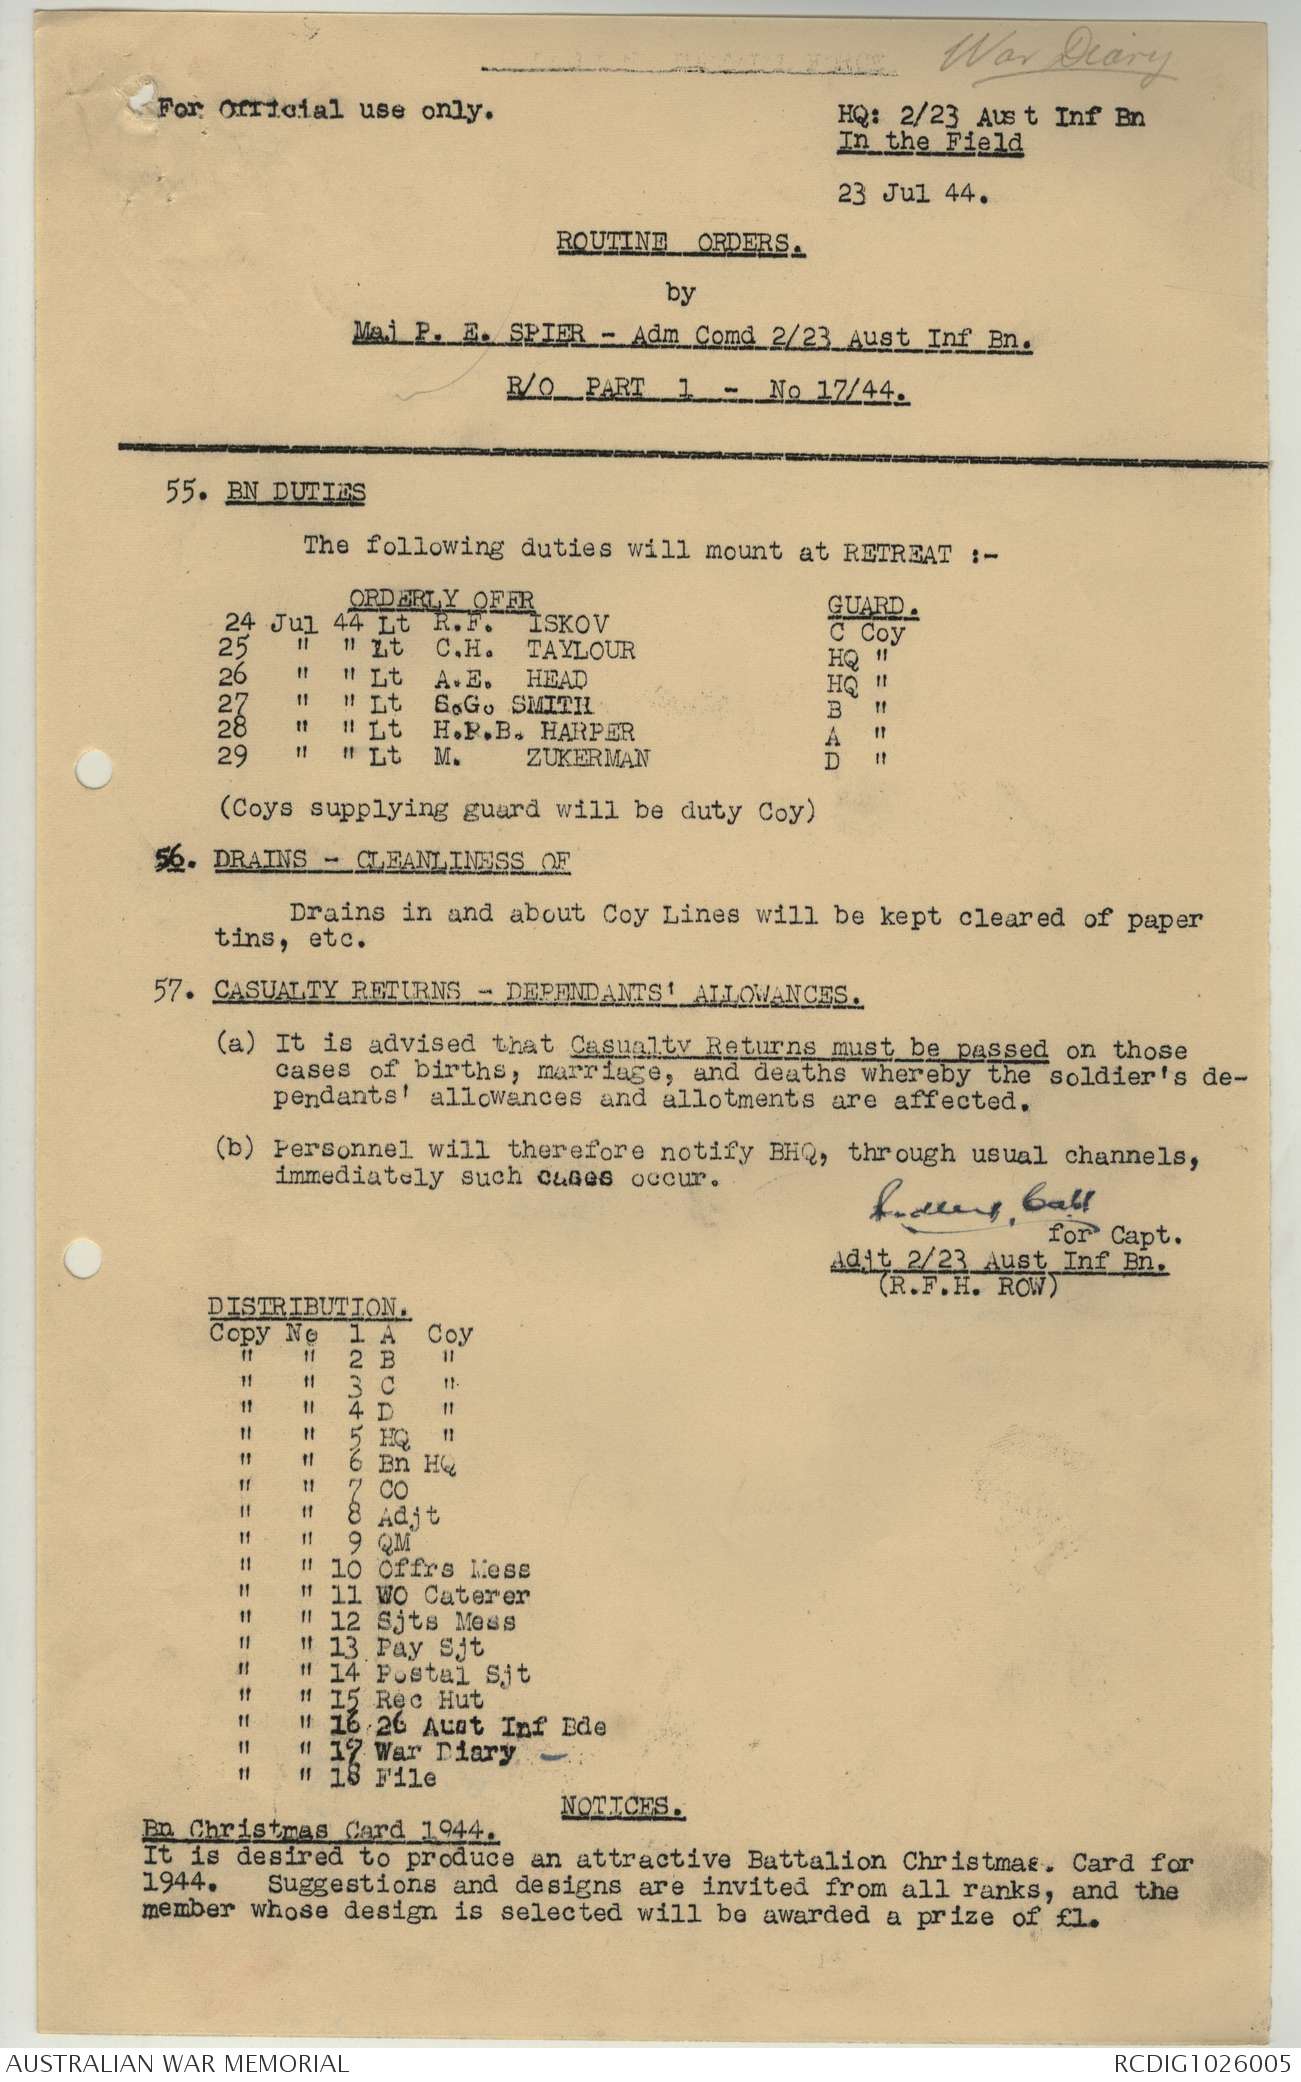 War Diary
For Official use only.
HQ: 2/23 Aust Inf Bn
In the Field
23 Jul 44.
ROUTINE ORDERS.
by
Maj P. E. SPIER - Adm Comd 2/23 Aust Inf Bn.
R/O PART 1 - No 17/44.
55. BN DUTIES
The following duties will mount at RETREAT :-
ORDERLY OFFR GUARD.
24 Jul 44 Lt R.F. ISKOV C Coy
25 " " Lt C.H. TAYLOUR HQ "
26 " " Lt A.E. HEAD HQ "
27 " " Lt S.G. SMITH B "
28 " " Lt H.R.B. HARPER A "
29 " " Lt M. ZUKERMAN D "
(Coys supplying guard will be duty Coy)
56. DRAINS - CLEANLINESS OF
Drains in and about Coy Lines will be kept cleared of paper
tins, etc.
57. CASUALTY RETURNS - DEPENDANTS' ALLOWANCES.
(a) It is advised that Casualty Returns must be passed on those
cases of births, marriage, and deaths whereby the soldier's de-
pendants' allowances and allotments are affected.
(b) Personnel will therefore notify BHQ, through usual channels,
immediately such cases occur.
for Capt.
Adjt 2/23 Aust Inf Bn.
(R.F.H. ROW)
DISTRIBUTION.
Copy No 1 A Coy
" " 2 B "
" " 3 C "
" " 4 D "
" " 5 HQ "
" " 6 Bn HQ
" " 7 CO
" " 8 Adjt
" " 9 QM
" " 10 Offrs Mess
" " 11 WO Caterer
" " 12 Sjts Mess
" " 13 Pay Sjt
" " 14 Postal Sjt
" " 15 Rec Hut
" " 16 26 Aust Inf Bde
" " 17 War Diary
" " 18 File
NOTICES.
Bn Christmas Card 1944.
It is desired to produce an attractive Battalion Christmas. Card for
1944. Suggestions and designs are invited from all ranks, and the
member whose design is selected will be awarded a prize of £1.
AUSTRALIAN WAR MEMORIAL RCDIG1026005